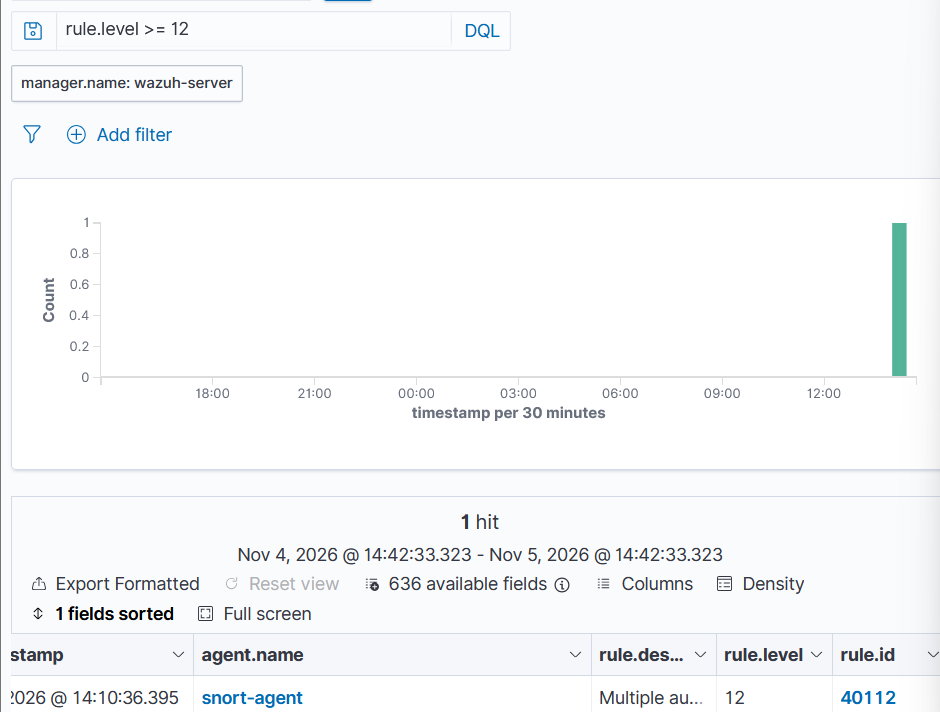 rule.level >= 12
DQL
manager.name: wazuh-server
Add filter
1
0.8
0.6
0.4
0.2
0
Count
18:00 21:00 00:00 03:00 06:00 09:00 12:00
timestamp per 30 minutes
1 hit
Nov 4, 2026 @ 14:42:33.323 - Nov 5, 2026 @ 14:42:33.323
Export Formatted Reset view 636 available fields Columns Density
1 fields sorted Full screen
stamp agent.name rule.des... rule.level rule.id
2026 @ 14:10:36.395 snort-agent Multiple au... 12 40112